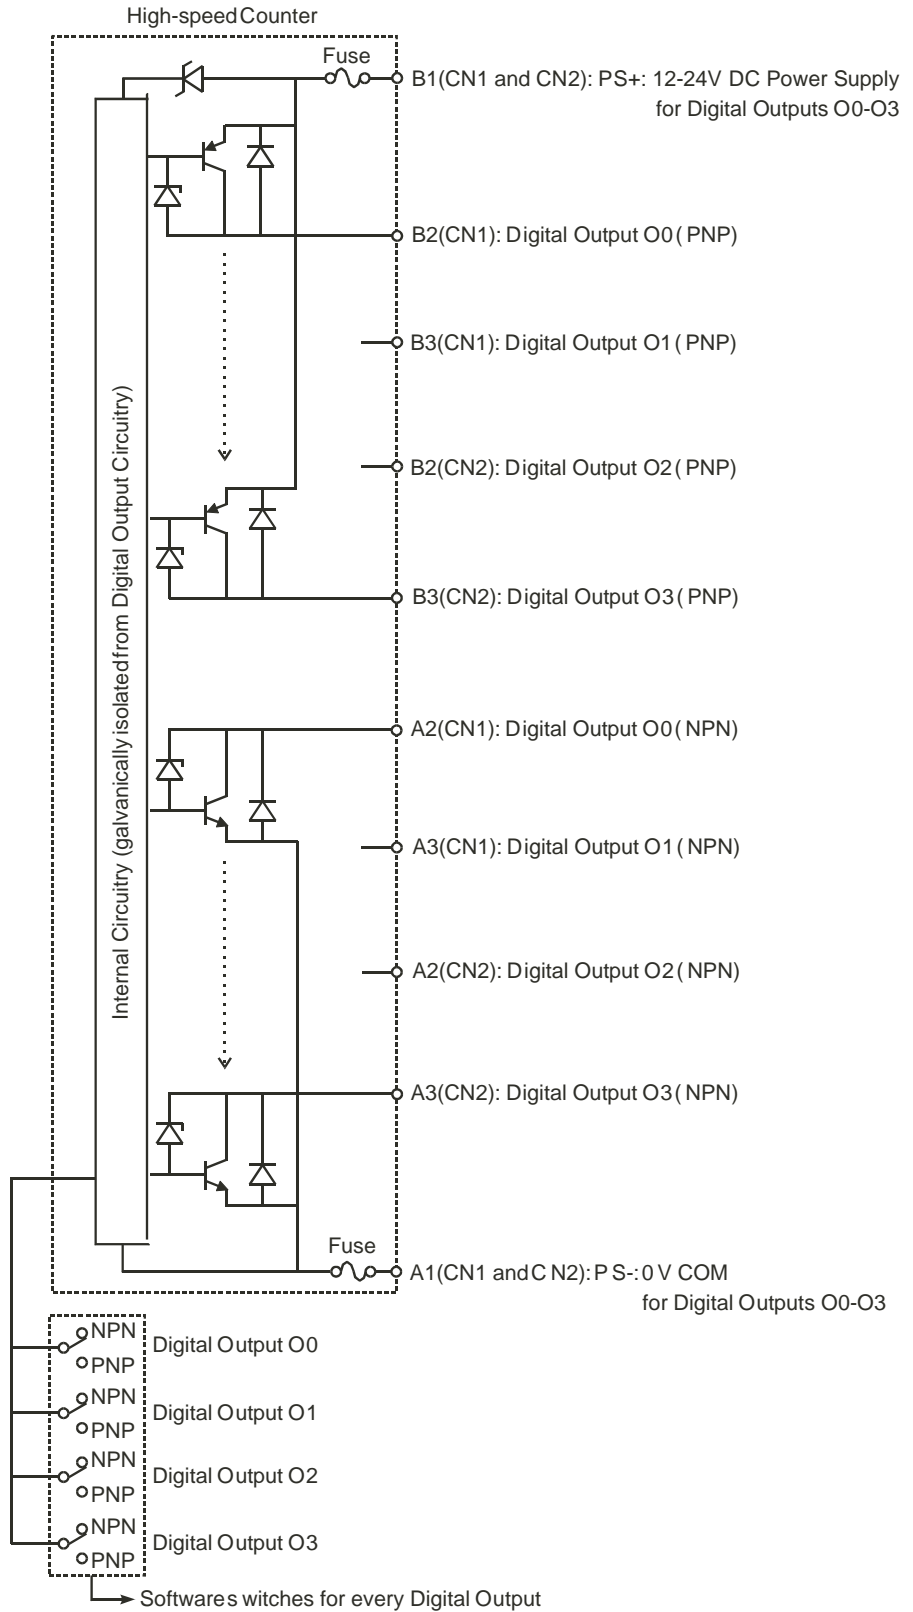 High-speed Counter
Fuse
B1(CN1 and CN2): PS+: 12-24V DC Power Supply
for Digital Outputs O0-O3
B2(CN1): Digital Output O0 ( PNP)
B3(CN1): Digital Output O1 ( PNP)
B2(CN2): Digital Output O2 ( PNP)
B3(CN2): Digital Output O3 ( PNP)
Internal Circuitry (galvanically isolated from Digital Output Circuitry)
A2(CN1): Digital Output O0 ( NPN)
A3(CN1): Digital Output O1 ( NPN)
A2(CN2): Digital Output O2 ( NPN)
A3(CN2): Digital Output O3 ( NPN)
Fuse
A1(CN1 and C N2): P S-: 0 V COM
for Digital Outputs O0-O3
NPN
Digital Output O0
PNP
NPN
Digital Output O1
PNP
NPN
Digital Output O2
PNP
NPN
Digital Output O3
PNP
Softwares witches for every Digital Output